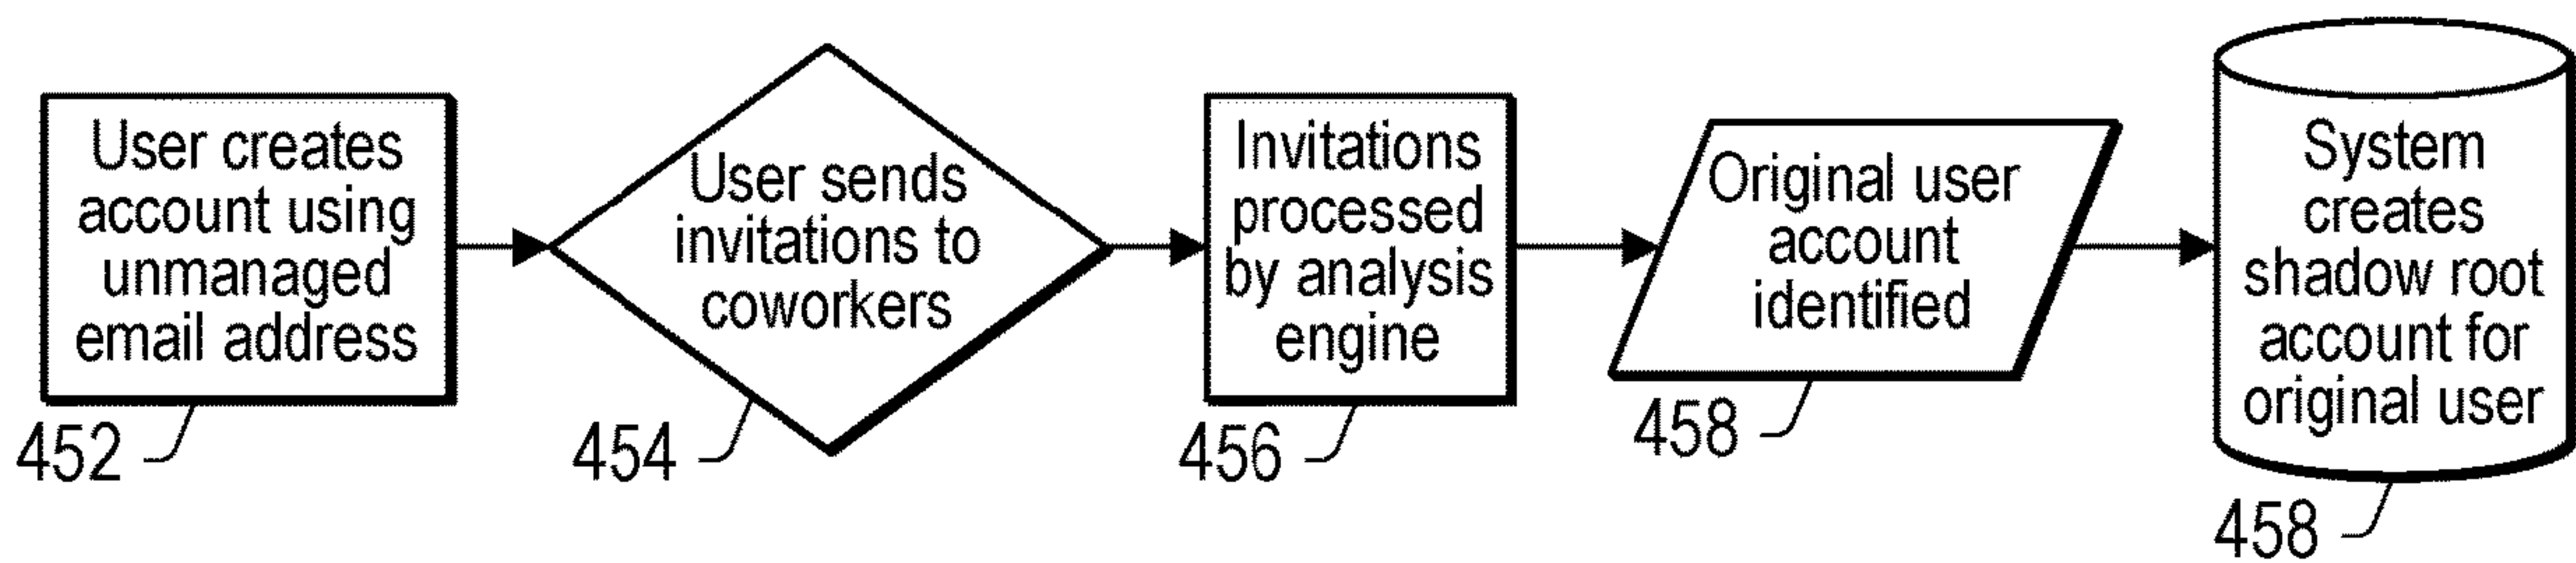 User creates
account using
unmanaged
email address
452
User sends
invitations to
coworkers
454
Invitations
processed
by analysis
engine
456
Original user
account
identified
458
System
creates
shadow root
account for
original user
458